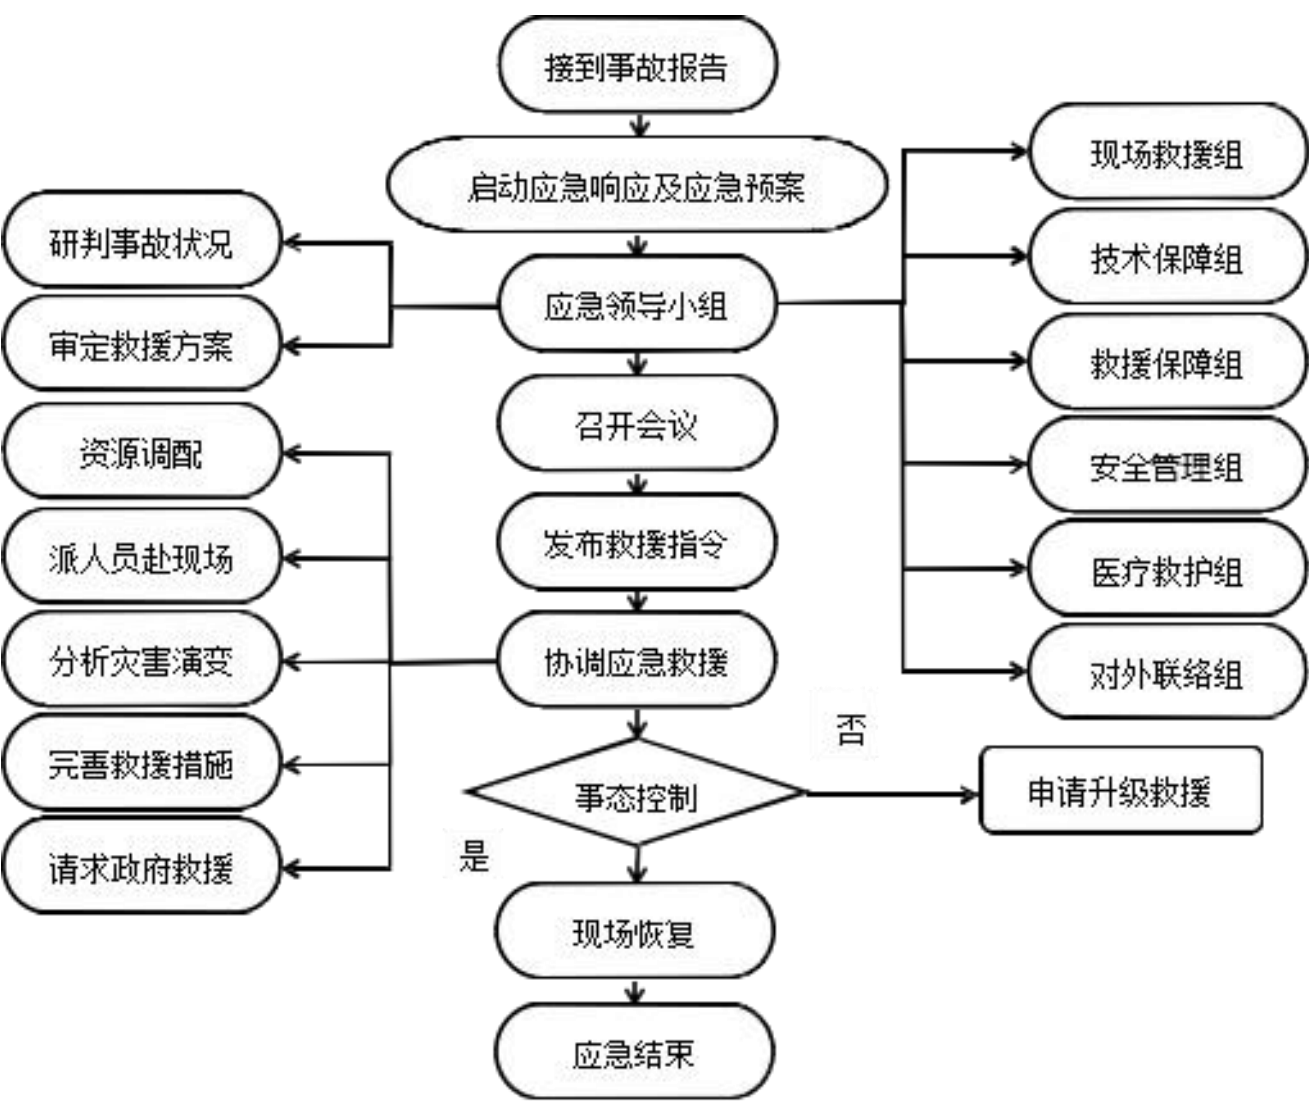 接到事故报告
启动应急响应及应急预案
应急领导小组
召开会议
发布救援指令
协调应急救援
事态控制
现场恢复
应急结束
研判事故状况
审定救援方案
资源调配
派人员赴现场
分析灾害演变
完善救援措施
请求政府救援
现场救援组
技术保障组
救援保障组
安全管理组
医疗救护组
对外联络组
否
申请升级救援
是